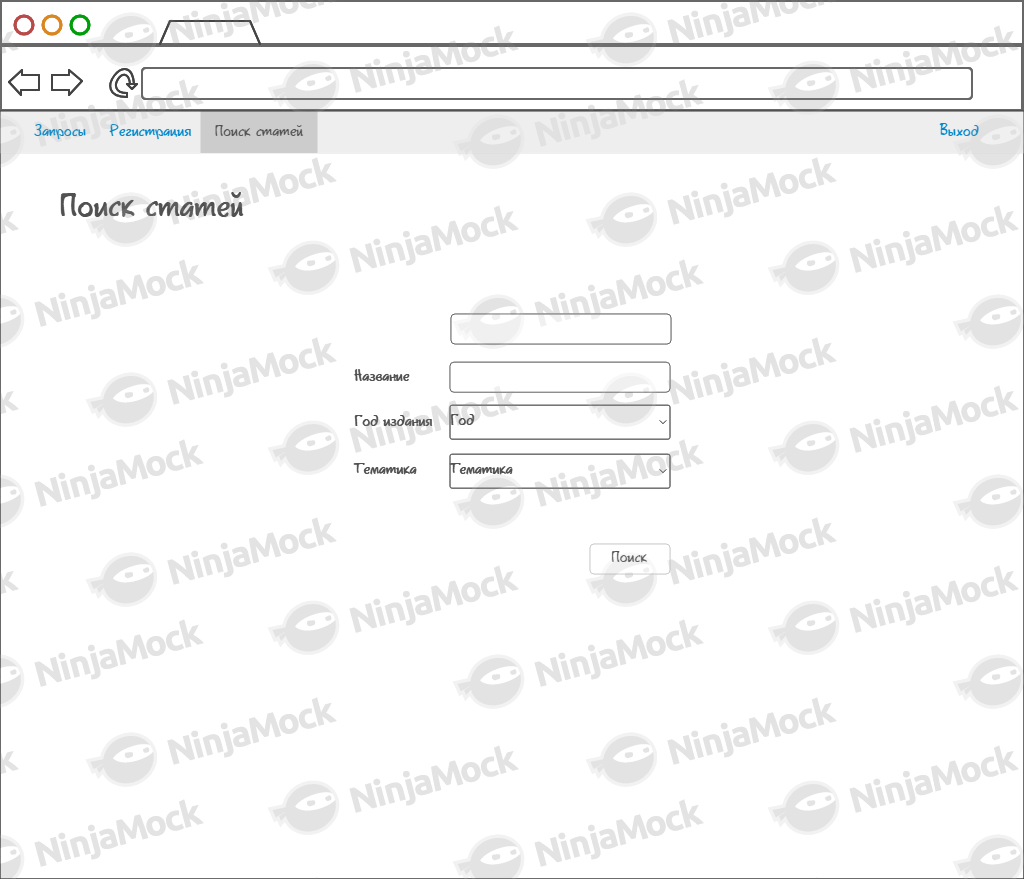 Запросы Регистрация Поиск статей Выход
Поиск статей
Название
Год издания Год
Тематика Тематика
Поиск
NinjaMock